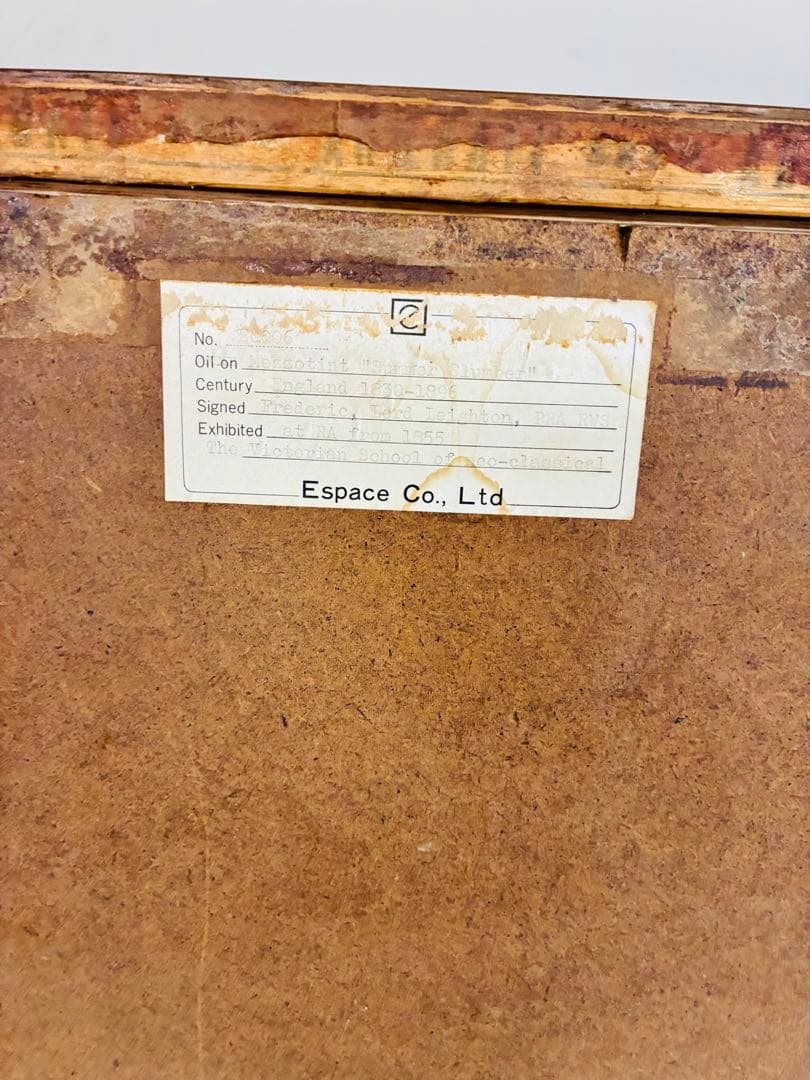 No.
Oil on Mezzotint "Summer Slumber"
Century England 1830-1896
Signed Frederic, Lord Leighton, PRA RWS
Exhibited at RA from 1855
The Victorian School of neo-classical
Espace Co., Ltd